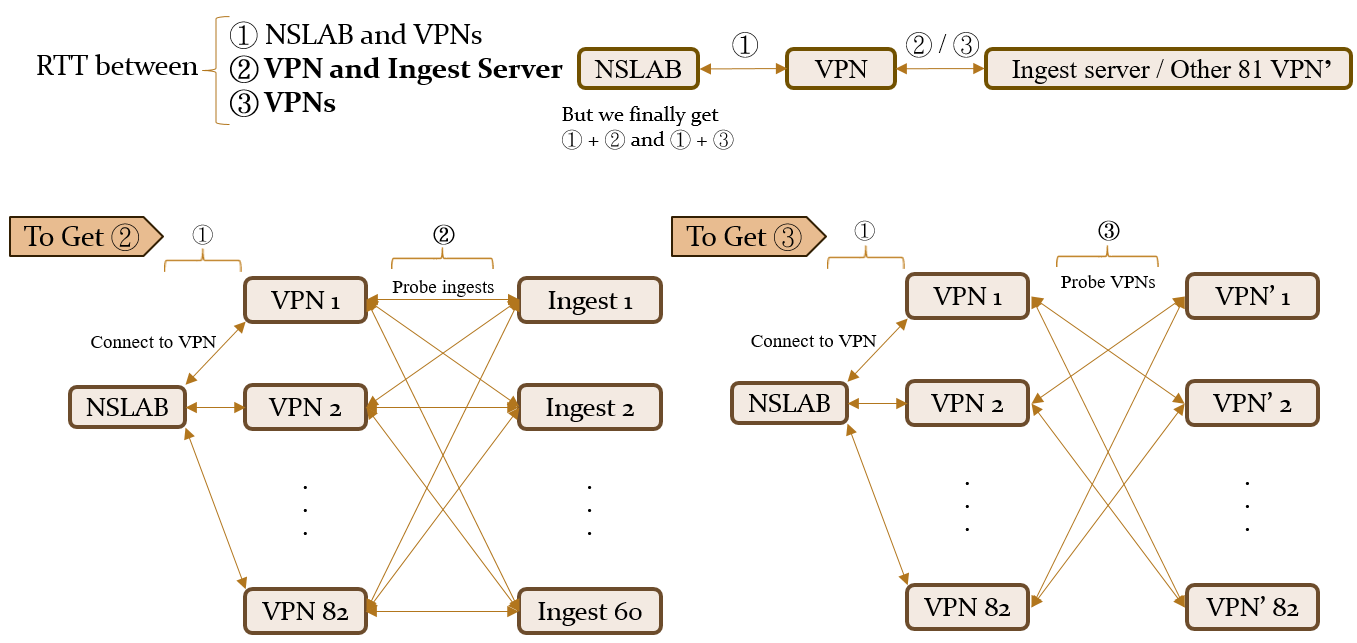 RTT between
① NSLAB and VPNs
② VPN and Ingest Server
③ VPNs
NSLAB
①
VPN
② / ③
Ingest server / Other 81 VPN’
But we finally get
① + ② and ① + ③
To Get ②
①
②
Probe ingests
Connect to VPN
NSLAB
VPN 1
VPN 2
.
.
.
VPN 82
Ingest 1
Ingest 2
.
.
.
Ingest 60
To Get ③
①
③
Probe VPNs
Connect to VPN
NSLAB
VPN 1
VPN 2
.
.
.
VPN 82
VPN’ 1
VPN’ 2
.
.
.
VPN’ 82